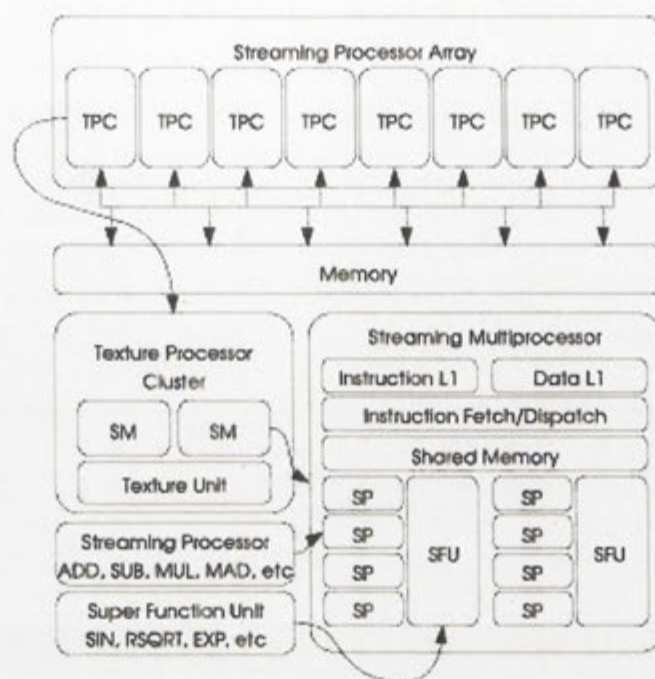 Streaming Processor Array
TPC TPC TPC TPC TPC TPC TPC TPC
Memory
Texture Processor
Cluster
SM SM
Texture Unit
Streaming Processor
ADD, SUB, MUL, MAD, etc
Super Function Unit
SIN, RSQRT, EXP, etc
Streaming Multiprocessor
Instruction L1 Data L1
Instruction Fetch/Dispatch
Shared Memory
SP SP
SP SP
SFU SFU
SP SP
SP SP